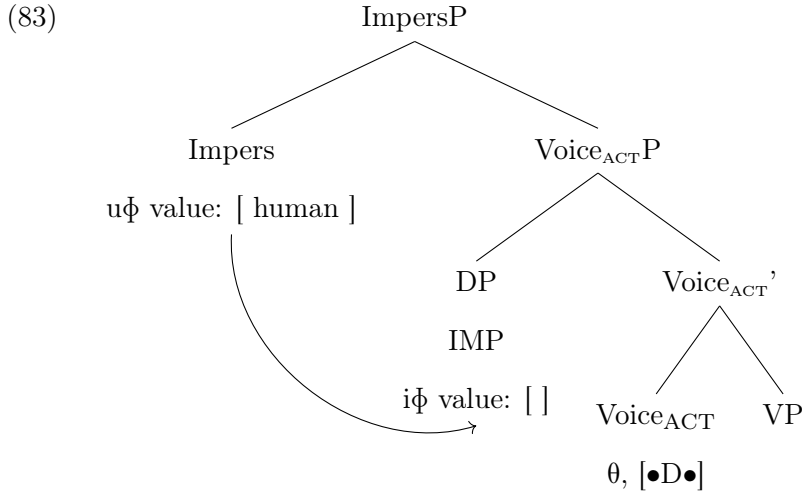 (83)
ImpersP
Impers
Voice_ACTP
uϕ value: [ human ]
DP
Voice_ACT’
IMP
iϕ value: [ ]
Voice_ACT
VP
θ, [•D•]